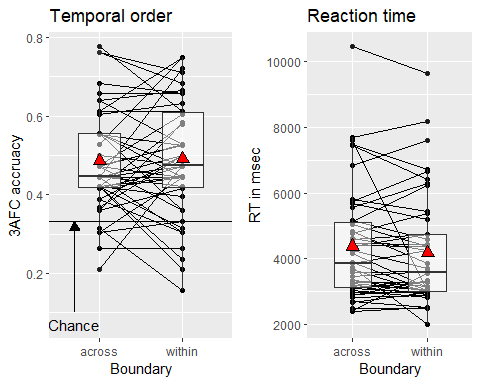 Temporal order
3AFC accruacy
0.8
0.6
0.4
0.2
Chance
across
within
Boundary
Reaction time
RT in msec
10000
8000
6000
4000
2000
across
within
Boundary